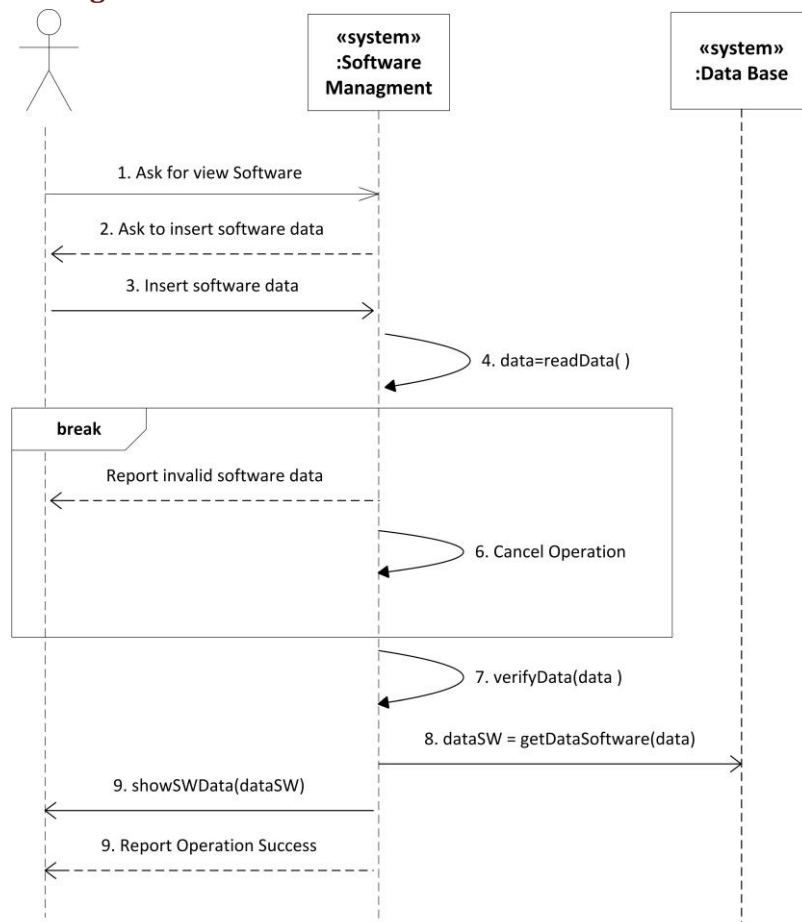 «system»
:Software
Managment
«system»
:Data Base
1. Ask for view Software
2. Ask to insert software data
3. Insert software data
4. data=readData( )
break
Report invalid software data
6. Cancel Operation
7. verifyData(data )
8. dataSW = getDataSoftware(data)
9. showSWData(dataSW)
9. Report Operation Success